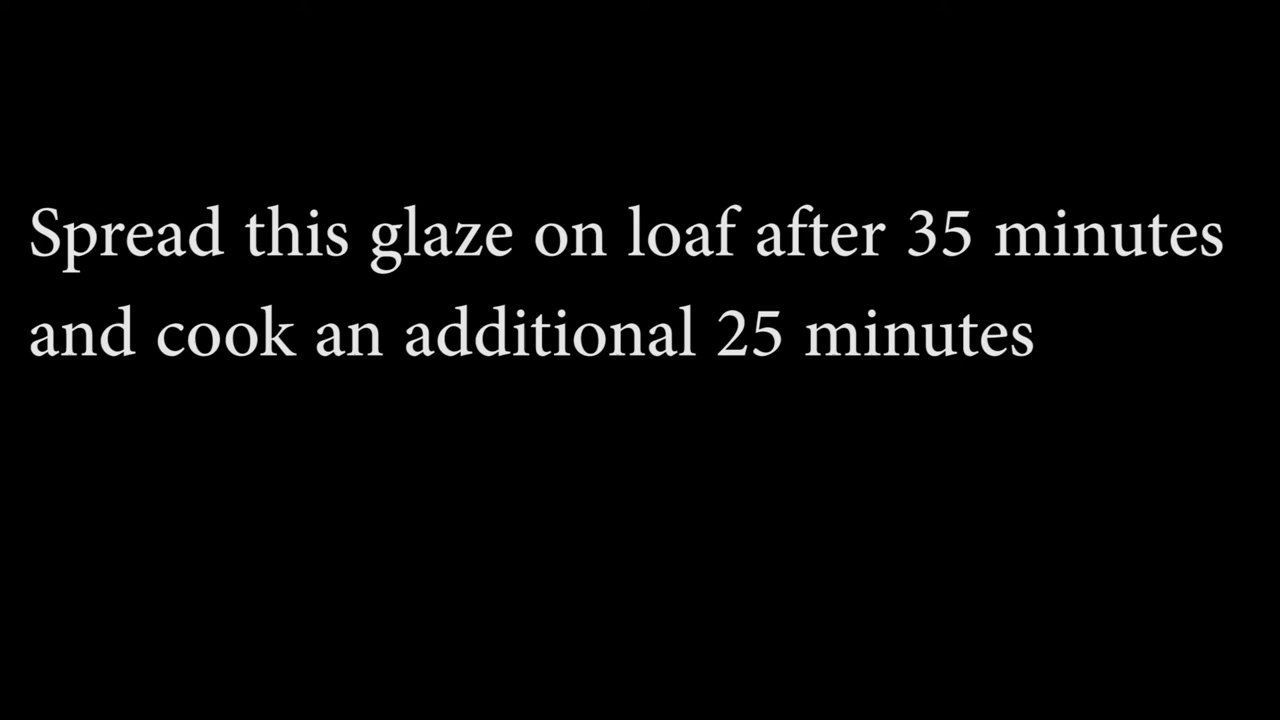 Spread this glaze on loaf after 35 minutes
and cook an additional 25 minutes